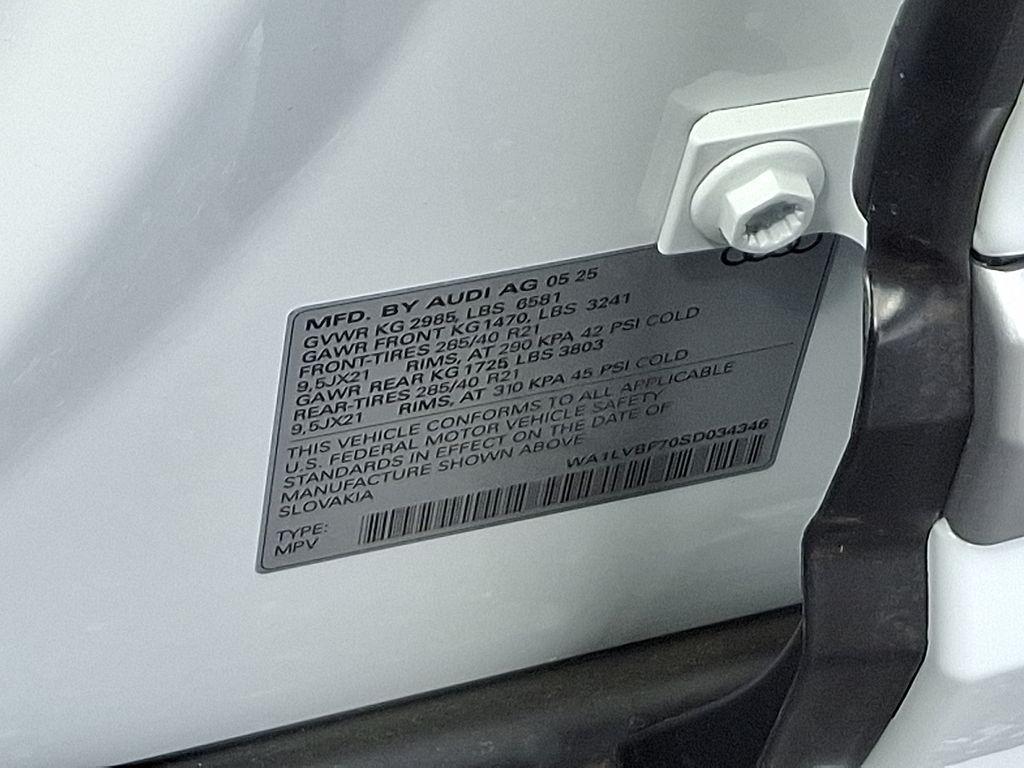 MFD. BY AUDI AG 05 25
GVWR KG 2985, LBS 6581
GAWR FRONT KG 1470, LBS 3241
FRONT-TIRES 285/40 R21
9,5JX21 RIMS, AT 290 KPA 42 PSI COLD
GAWR REAR KG 1725 LBS 3803
REAR-TIRES 285/40 R21
9,5JX21 RIMS, AT 310 KPA 45 PSI COLD
THIS VEHICLE CONFORMS TO ALL APPLICABLE
U.S. FEDERAL MOTOR VEHICLE SAFETY
STANDARDS IN EFFECT ON THE DATE OF
MANUFACTURE SHOWN ABOVE
SLOVAKIA
WA1LVBF70SD034346
TYPE:
MPV